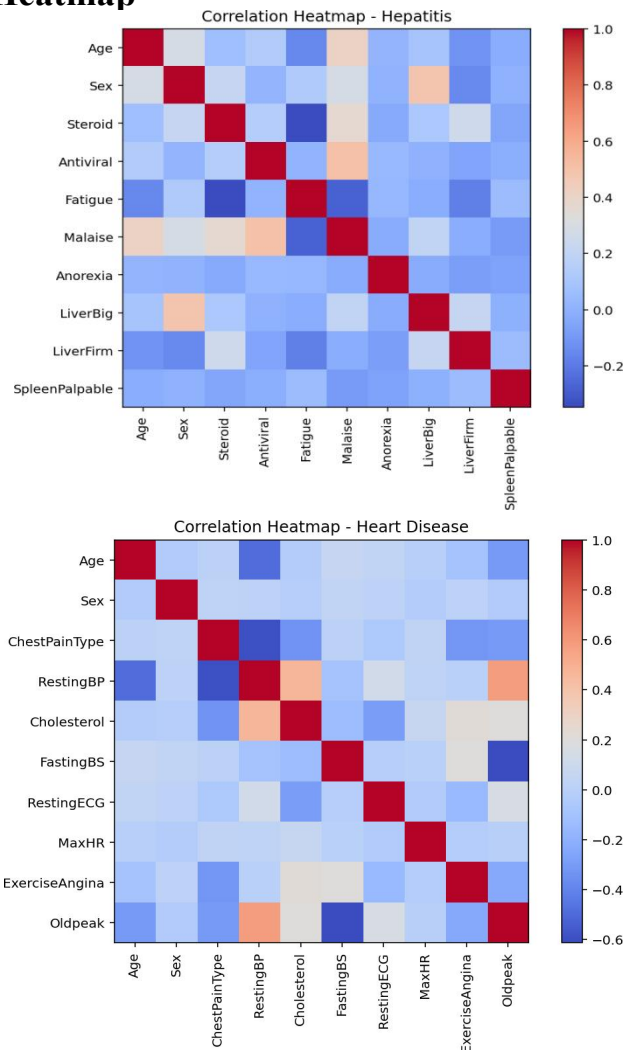 Heatmap
Correlation Heatmap - Hepatitis
Age
Sex
Steroid
Antiviral
Fatigue
Malaise
Anorexia
LiverBig
LiverFirm
SpleenPalpable
1.0
0.8
0.6
0.4
0.2
0.0
−0.2
Age
Sex
Steroid
Antiviral
Fatigue
Malaise
Anorexia
LiverBig
LiverFirm
SpleenPalpable
Correlation Heatmap - Heart Disease
Age
Sex
ChestPainType
RestingBP
Cholesterol
FastingBS
RestingECG
MaxHR
ExerciseAngina
Oldpeak
1.0
0.8
0.6
0.4
0.2
0.0
−0.2
−0.4
−0.6
Age
Sex
ChestPainType
RestingBP
Cholesterol
FastingBS
RestingECG
MaxHR
ExerciseAngina
Oldpeak